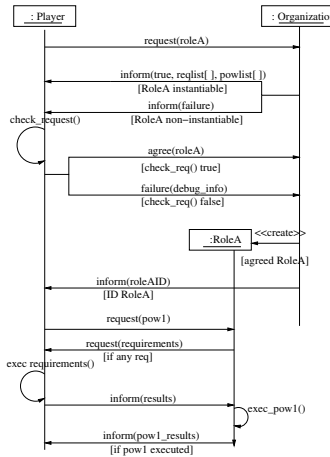 : Player
: Organization
request(roleA)
inform(true, reqlist[ ], powlist[ ])
[RoleA instantiable]
inform(failure)
[RoleA non−instantiable]
check_request()
agree(roleA)
[check_req() true]
failure(debug_info)
[check_req() false]
<<create>>
:RoleA
[agreed RoleA]
inform(roleAID)
[ID RoleA]
request(pow1)
request(requirements)
[if any req]
exec requirements()
inform(results)
exec_pow1()
inform(pow1_results)
[if pow1 executed]